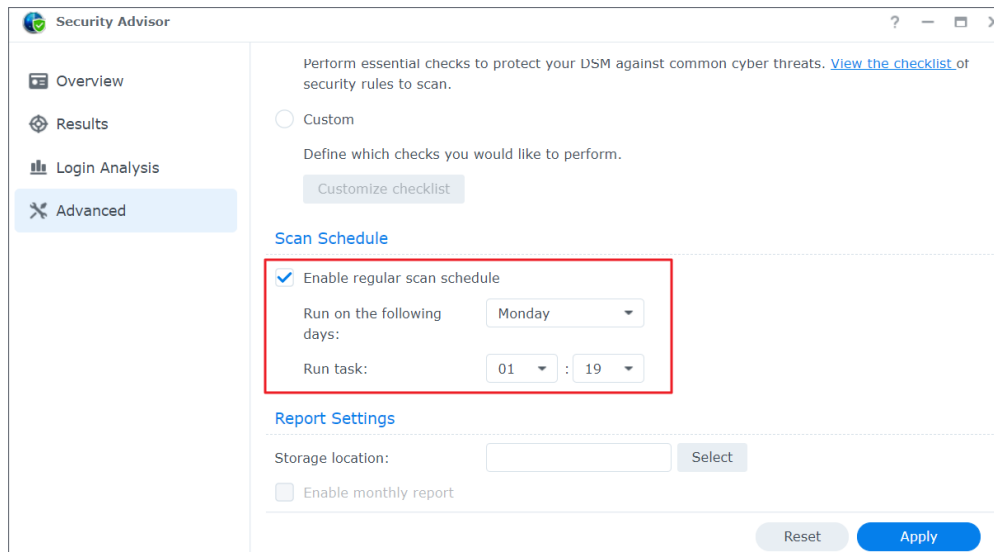 Security Advisor
Overview
Results
Login Analysis
Advanced
Perform essential checks to protect your DSM against common cyber threats. View the checklist of
security rules to scan.
Custom
Define which checks you would like to perform.
Customize checklist
Scan Schedule
Enable regular scan schedule
Run on the following
days:
Monday
Run task:
01 : 19
Report Settings
Storage location:
Select
Enable monthly report
Reset
Apply